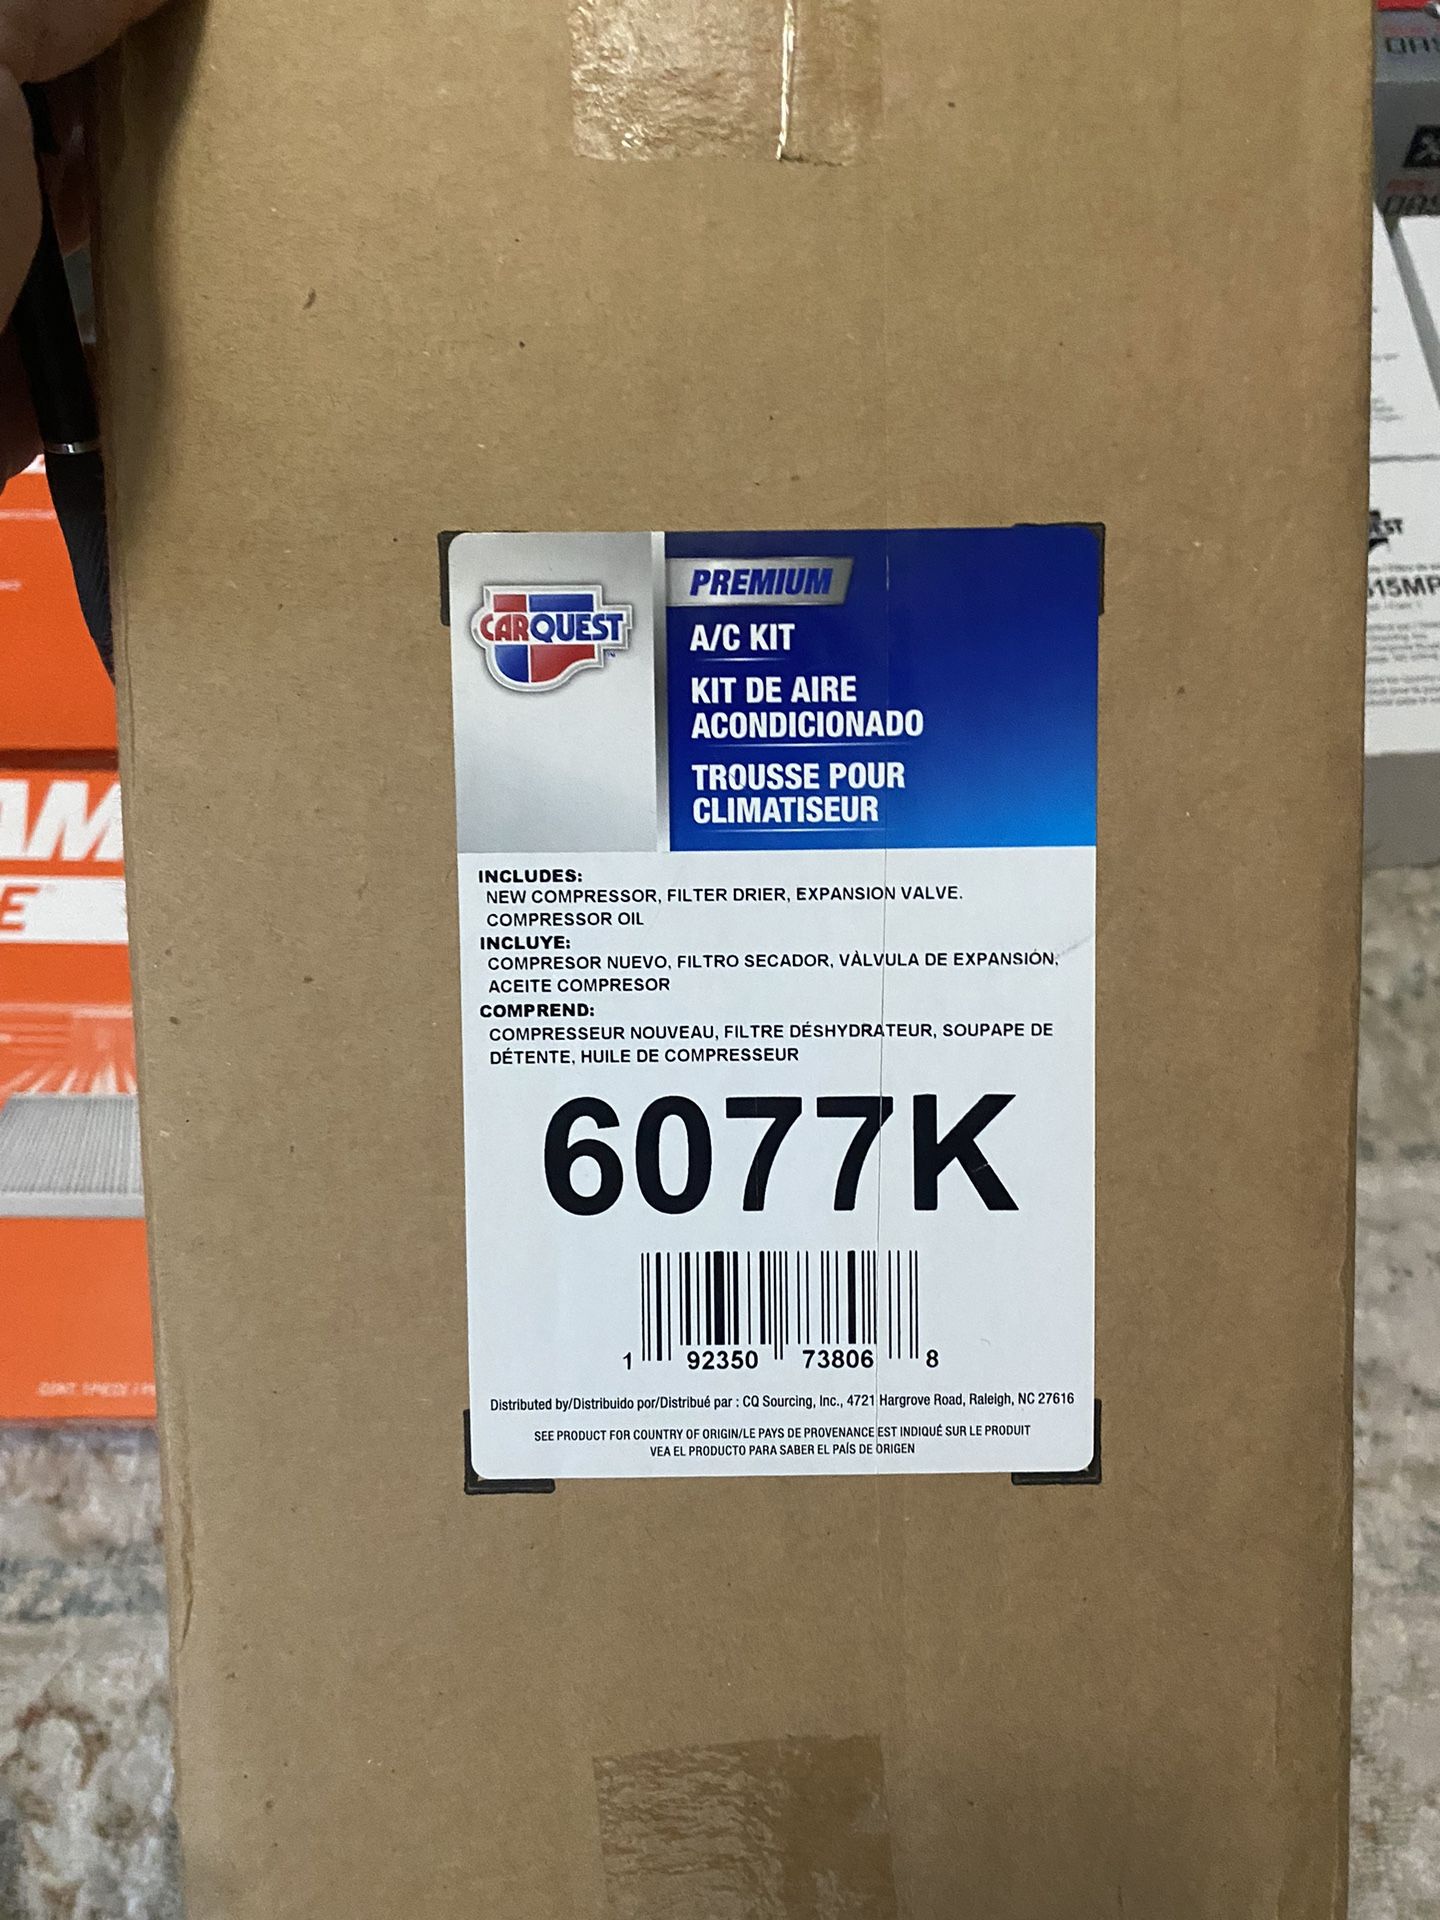 CARQUEST
PREMIUM
A/C KIT
KIT DE AIRE
ACONDICIONADO
TROUSSE POUR
CLIMATISEUR
INCLUDES:
NEW COMPRESSOR, FILTER DRIER, EXPANSION VALVE.
COMPRESSOR OIL
INCLUYE:
COMPRESOR NUEVO, FILTRO SECADOR, VÀLVULA DE EXPANSIÓN,
ACEITE COMPRESOR
COMPREND:
COMPRESSEUR NOUVEAU, FILTRE DÉSHYDRATEUR, SOUPAPE DE
DÉTENTE, HUILE DE COMPRESSEUR
6077K
1 92350 73806 8
Distributed by/Distribuido por/Distribué par : CQ Sourcing, Inc., 4721 Hargrove Road, Raleigh, NC 27616
SEE PRODUCT FOR COUNTRY OF ORIGIN/LE PAYS DE PROVENANCE EST INDIQUÉ SUR LE PRODUIT
VEA EL PRODUCTO PARA SABER EL PAÍS DE ORIGEN
AM
E
15MP